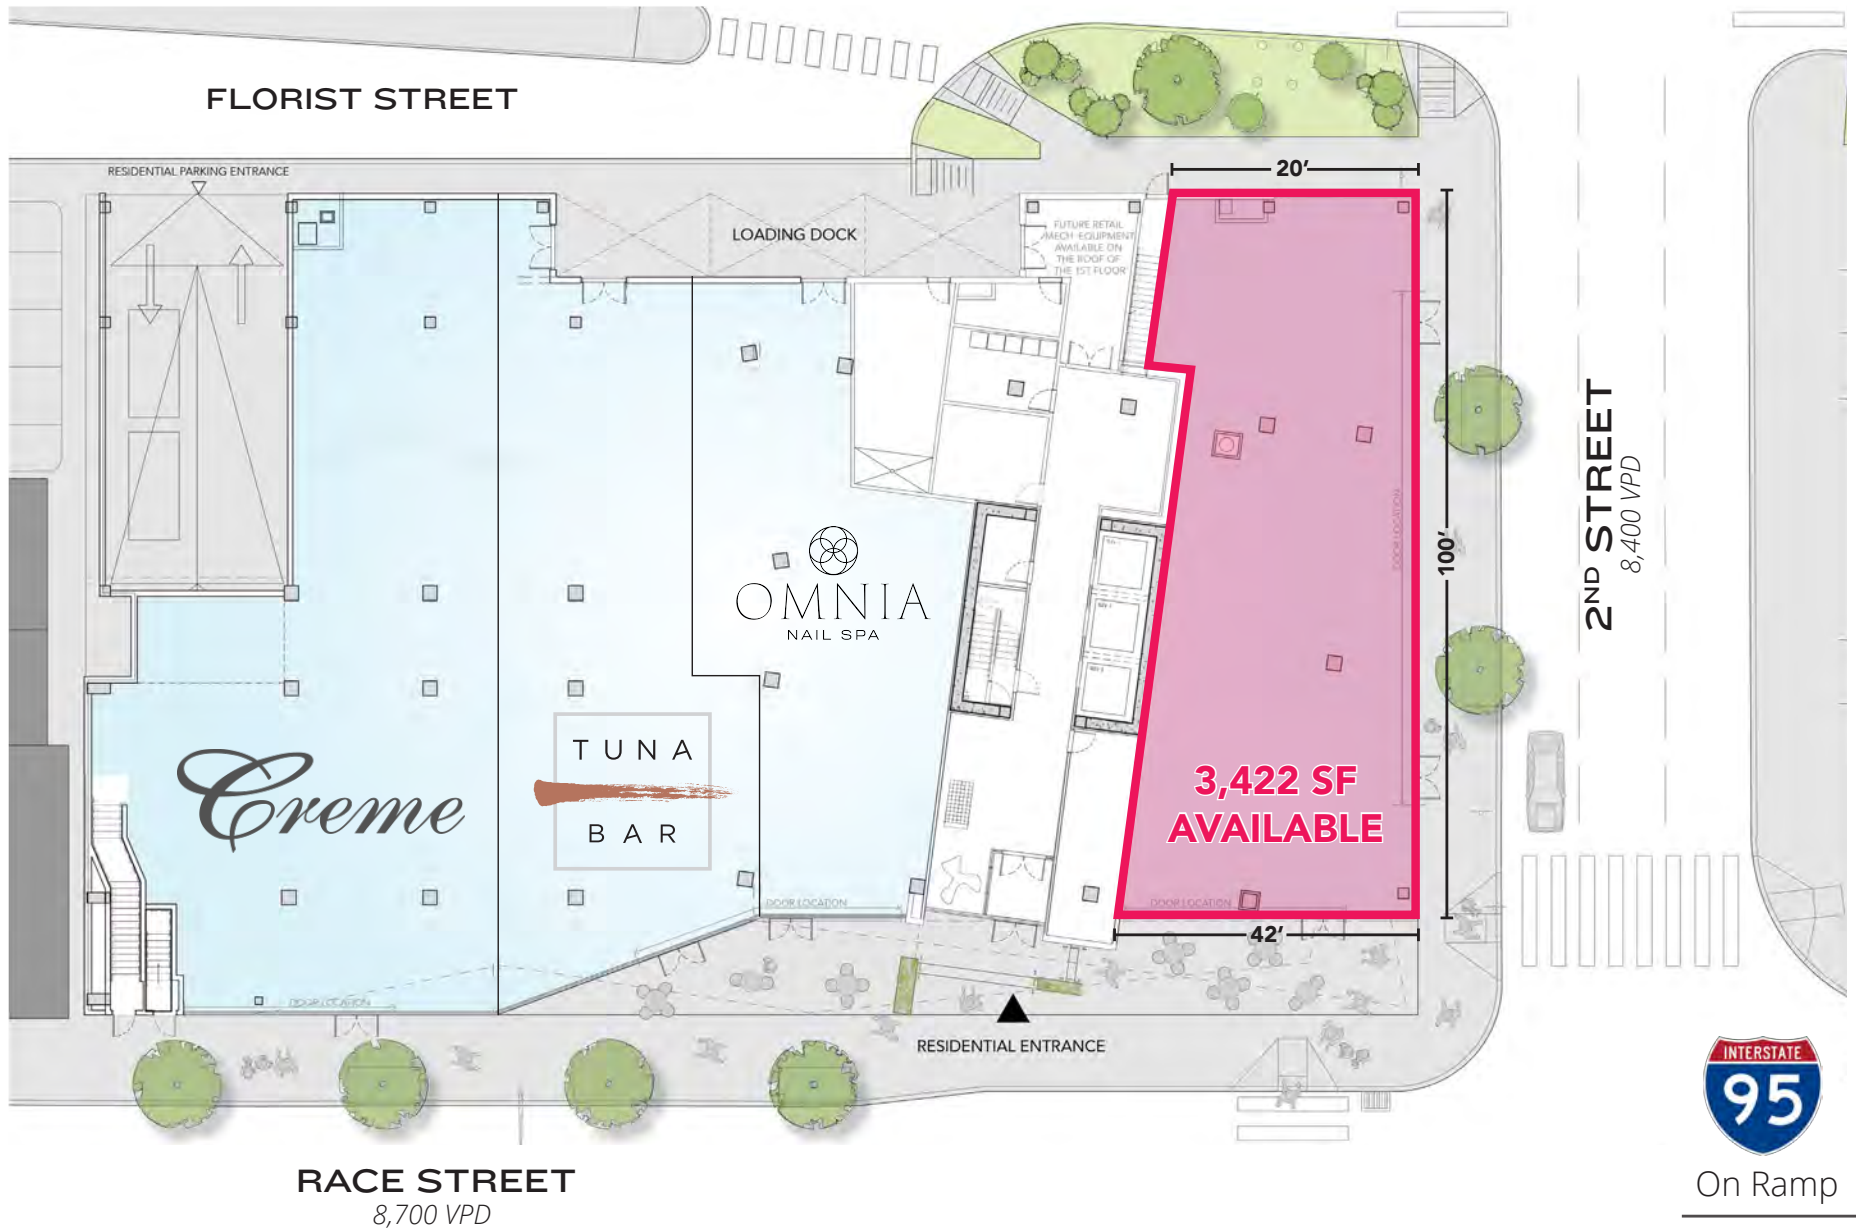 FLORIST STREET
RESIDENTIAL PARKING ENTRANCE
20’
LOADING DOCK
FUTURE RETAIL
MECH EQUIPMENT
AVAILABLE ON
THE ROOF OF
THE 1ST FLOOR
2ND STREET
8,400 VPD
DOOR LOCATION
100’
OMNIA
NAIL SPA
Creme
TUNA
BAR
3,422 SF
AVAILABLE
DOOR LOCATION
DOOR LOCATION
42’
DOOR LOCATION
RESIDENTIAL ENTRANCE
INTERSTATE
95
On Ramp
RACE STREET
8,700 VPD